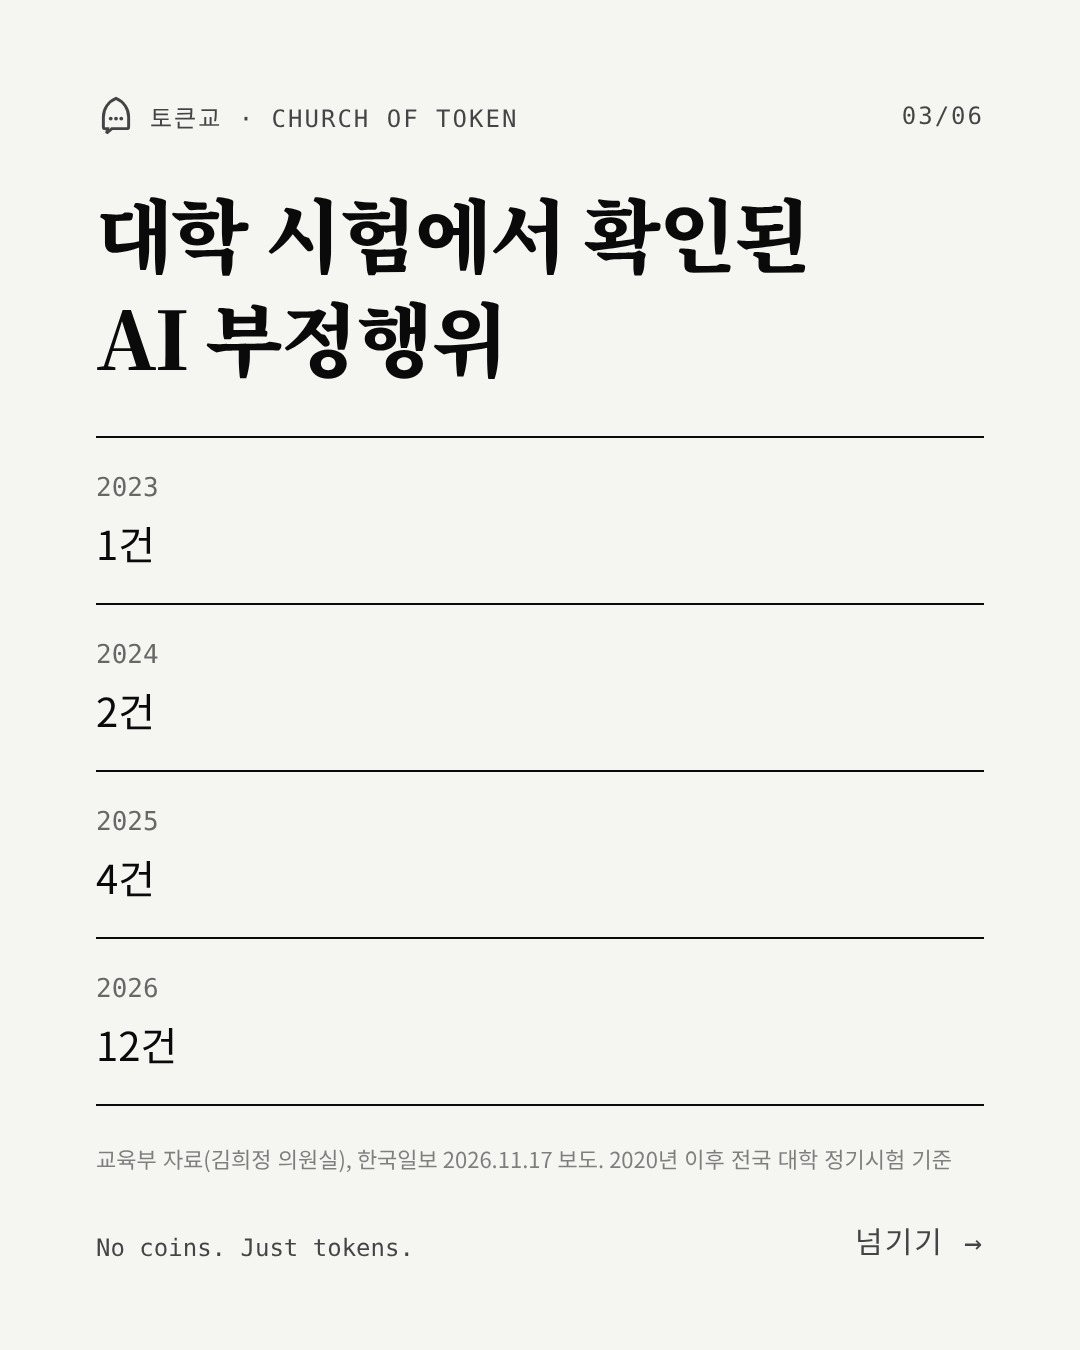 토큰교 · CHURCH OF TOKEN
03/06
대학 시험에서 확인된
AI 부정행위
2023
1건
2024
2건
2025
4건
2026
12건
교육부 자료(김희정 의원실), 한국일보 2026.11.17 보도. 2020년 이후 전국 대학 정기시험 기준
No coins. Just tokens.
넘기기 →